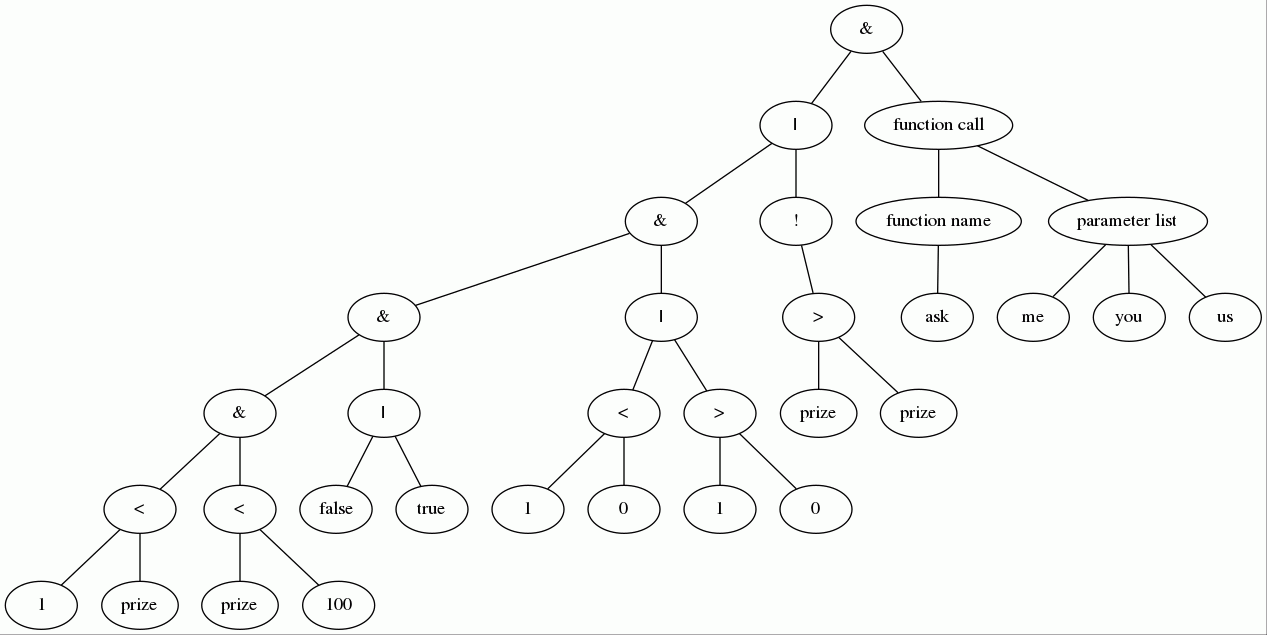 &
| function call
& ! function name parameter list
& | > ask me you us
& | < > prize prize
< < false true 1 0 1 0
1 prize prize 100